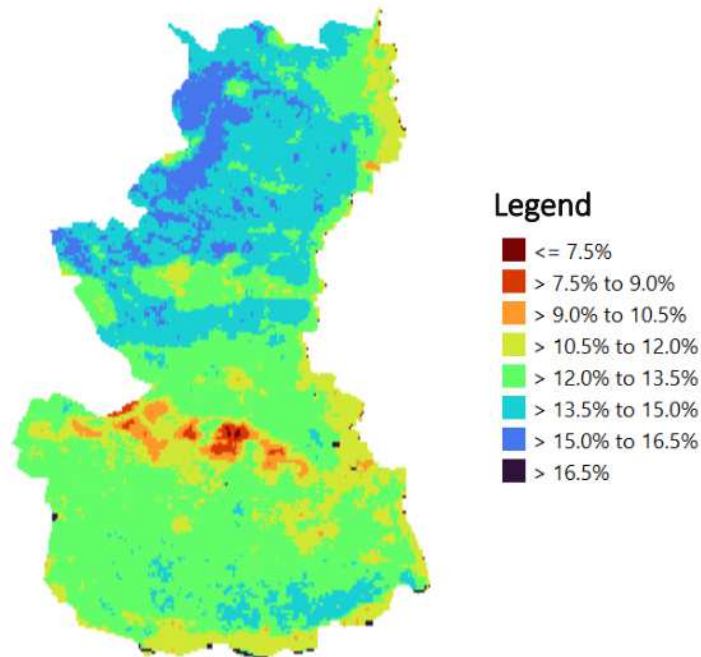 Legend
<= 7.5%
> 7.5% to 9.0%
> 9.0% to 10.5%
> 10.5% to 12.0%
> 12.0% to 13.5%
> 13.5% to 15.0%
> 15.0% to 16.5%
> 16.5%